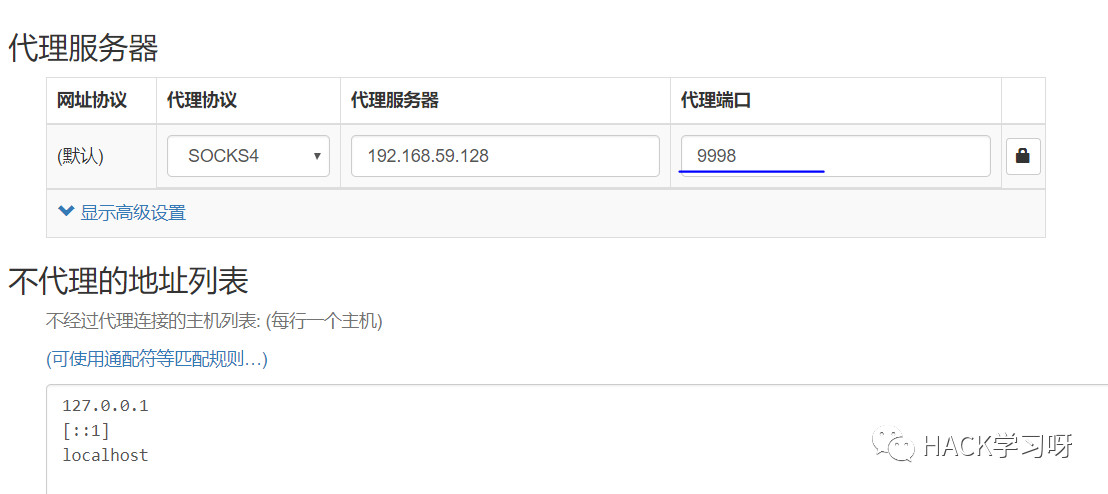 代理服务器
网址协议 代理协议 代理服务器 代理端口
(默认) SOCKS4 192.168.59.128 9998
显示高级设置
不代理的地址列表
不经过代理连接的主机列表: (每行一个主机)
(可使用通配符等匹配规则…)
127.0.0.1
[::1]
localhost
HACK学习呀